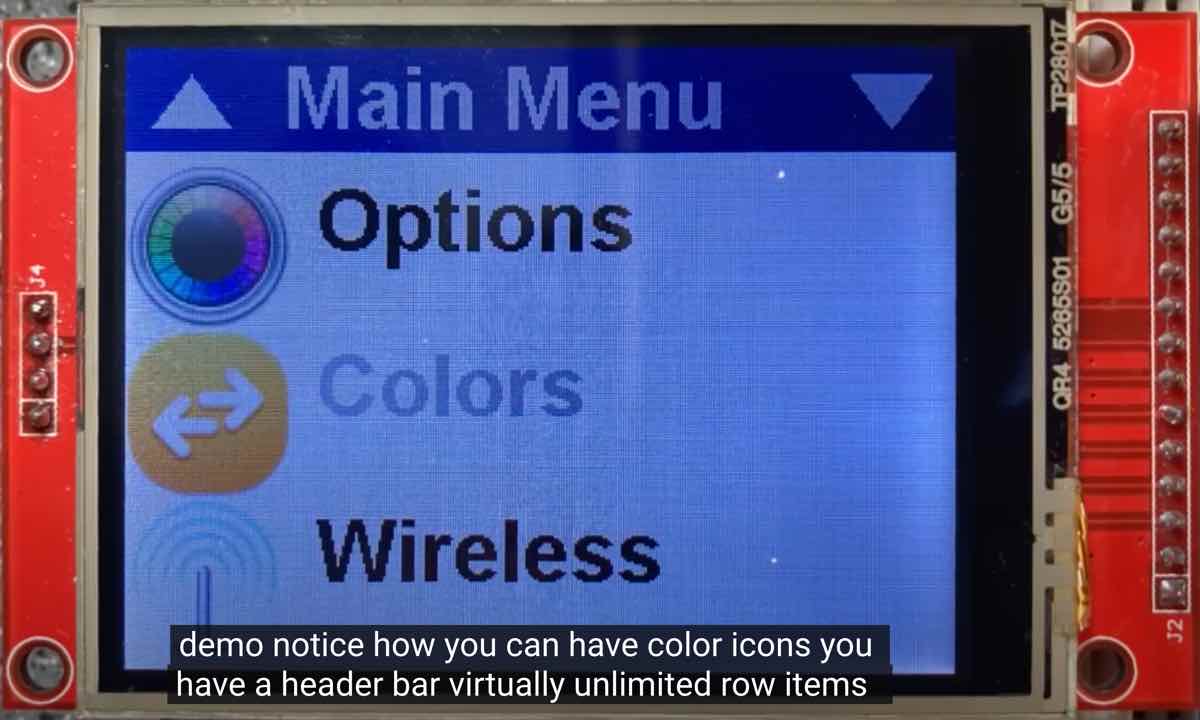 Main Menu
Options
Colors
Wireless
demo notice how you can have color icons you
have a header bar virtually unlimited row items
J4
TP28017
G5/5
QR4 5265S01
J2